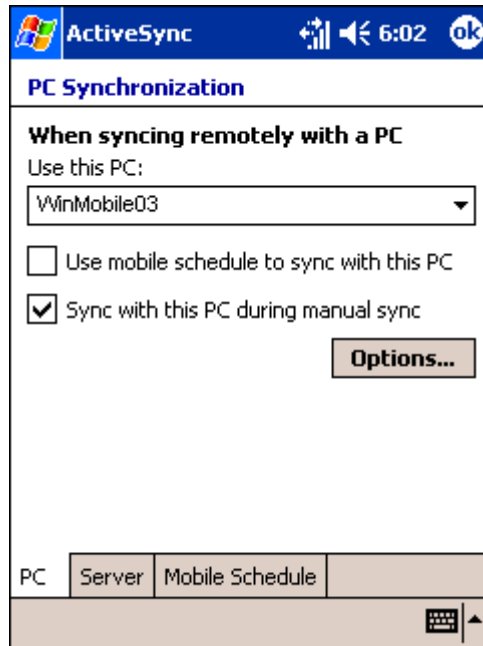 ActiveSync 6:02 ok
PC Synchronization
When syncing remotely with a PC
Use this PC:
WinMobile03
Use mobile schedule to sync with this PC
Sync with this PC during manual sync
Options...
PC Server Mobile Schedule